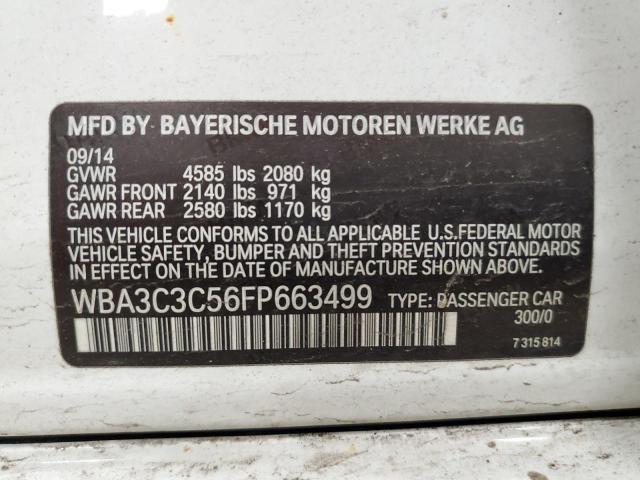 MFD BY BAYERISCHE MOTOREN WERKE AG
09/14
GVWR 4585 lbs 2080 kg
GAWR FRONT 2140 lbs 971 kg
GAWR REAR 2580 lbs 1170 kg
THIS VEHICLE CONFORMS TO ALL APPLICABLE U.S.FEDERAL MOTOR
VEHICLE SAFETY, BUMPER AND THEFT PREVENTION STANDARDS
IN EFFECT ON THE DATE OF MANUFACTURE SHOWN ABOVE.
WBA3C3C56FP663499 TYPE: PASSENGER CAR
300/0
7 315 814